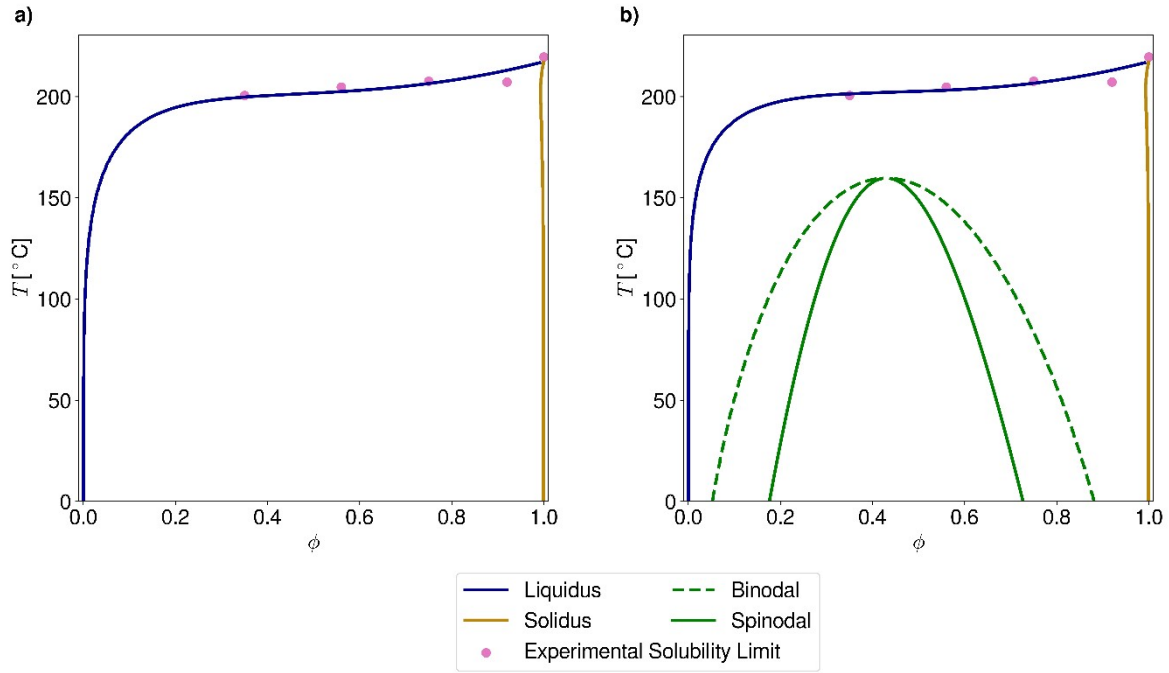 a)
200
150
100
50
0
T [°C]
0.0 0.2 0.4 0.6 0.8 1.0
ϕ
b)
200
150
100
50
0
T [°C]
0.0 0.2 0.4 0.6 0.8 1.0
ϕ
Liquidus
Solidus
Experimental Solubility Limit
Binodal
Spinodal